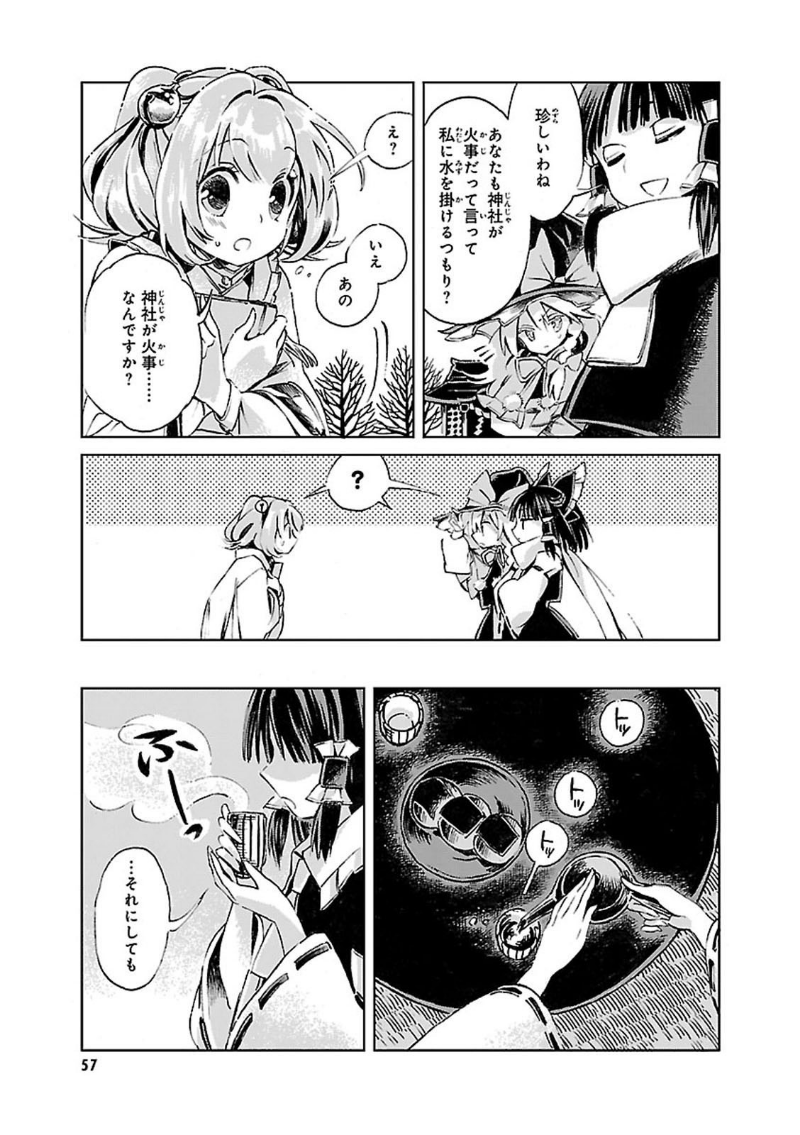 珍しいわね
あなたも神社が
火事だって言って
私に水を掛けるつもり？
え？
いえ
あの
神社が火事……
なんですか？
？
トッ
トッ
トッ
ふーっ
…それにしても
57